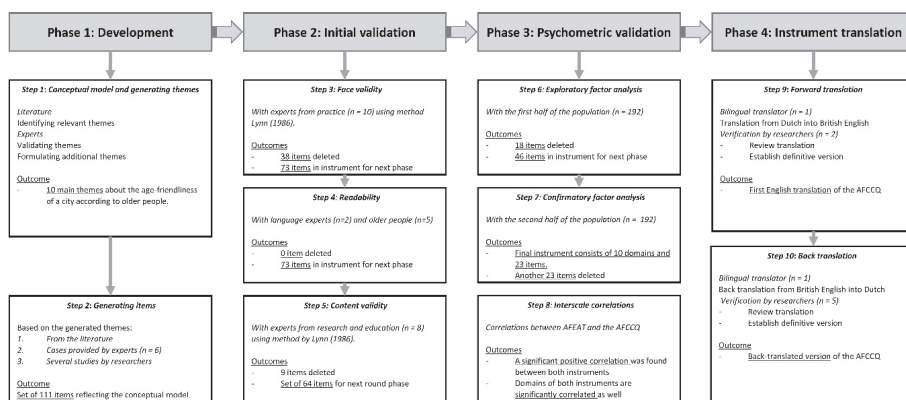 Phase 1: Development
Step 1: Conceptual model and generating themes
Literature
Identifying relevant themes
Experts
Validating themes
Formulating additional themes
Outcome
- 10 main themes about the age-friendliness
of a city according to older people.
Step 2: Generating items
Based on the generated themes:
1. From the literature
2. Cases provided by experts (n = 6)
3. Several studies by researchers
Outcome
Set of 111 items reflecting the conceptual model
Phase 2: Initial validation
Step 3: Face validity
With experts from practice (n = 10) using method
Lynn (1986).
Outcomes
- 38 items deleted
- 73 items in instrument for next phase
Step 4: Readability
With language experts (n=2) and older people (n=5)
Outcomes
- 0 item deleted
- 73 items in instrument for next phase
Step 5: Content validity
With experts from research and education (n = 8)
using method by Lynn (1986).
Outcomes
- 9 items deleted
- Set of 64 items for next round phase
Phase 3: Psychometric validation
Step 6: Exploratory factor analysis
With the first half of the population (n = 192)
Outcomes
- 18 items deleted
- 46 items in instrument for next phase
Step 7: Confirmatory factor analysis
With the second half of the population (n = 192)
Outcomes
- Final instrument consists of 10 domains and
23 items.
- Another 23 items deleted
Step 8: Interscale correlations
Correlations between AFEAT and the AFCCQ
Outcomes
- A significant positive correlation was found
between both instruments
- Domains of both instruments are
significantly correlated as well
Phase 4: Instrument translation
Step 9: Forward translation
Bilingual translator (n = 1)
Translation from Dutch into British English
Verification by researchers (n = 2)
- Review translation
- Establish definitive version
Outcome
- First English translation of the AFCCQ
Step 10: Back translation
Bilingual translator (n = 1)
Back translation from British English into Dutch
Verification by researchers (n = 5)
- Review translation
- Establish definitive version
Outcome
- Back-translated version of the AFCCQ